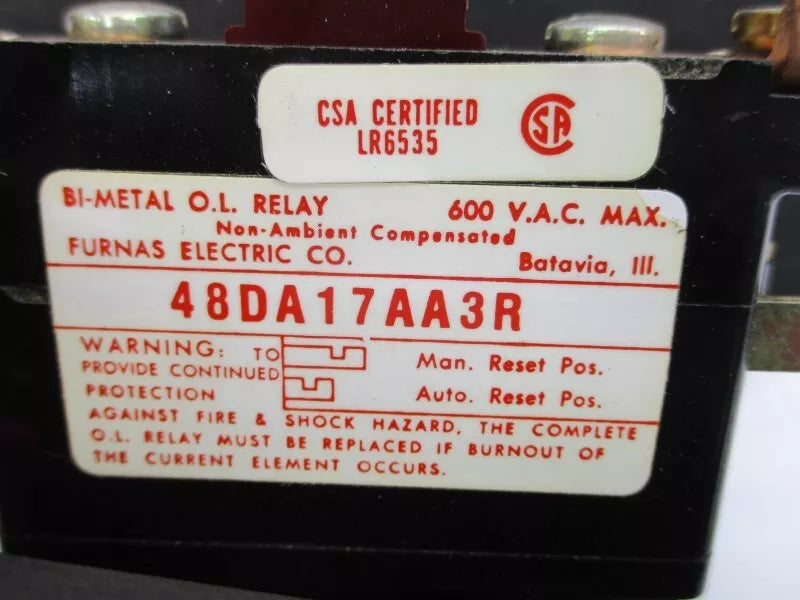 CSA CERTIFIED
LR6535
SA
BI-METAL O.L. RELAY 600 V.A.C. MAX.
Non-Ambient Compensated
FURNAS ELECTRIC CO. Batavia, Ill.
48DA17AA3R
WARNING: TO Man. Reset Pos.
PROVIDE CONTINUED
PROTECTION Auto. Reset Pos.
AGAINST FIRE & SHOCK HAZARD, THE COMPLETE
O.L. RELAY MUST BE REPLACED IF BURNOUT OF
THE CURRENT ELEMENT OCCURS.